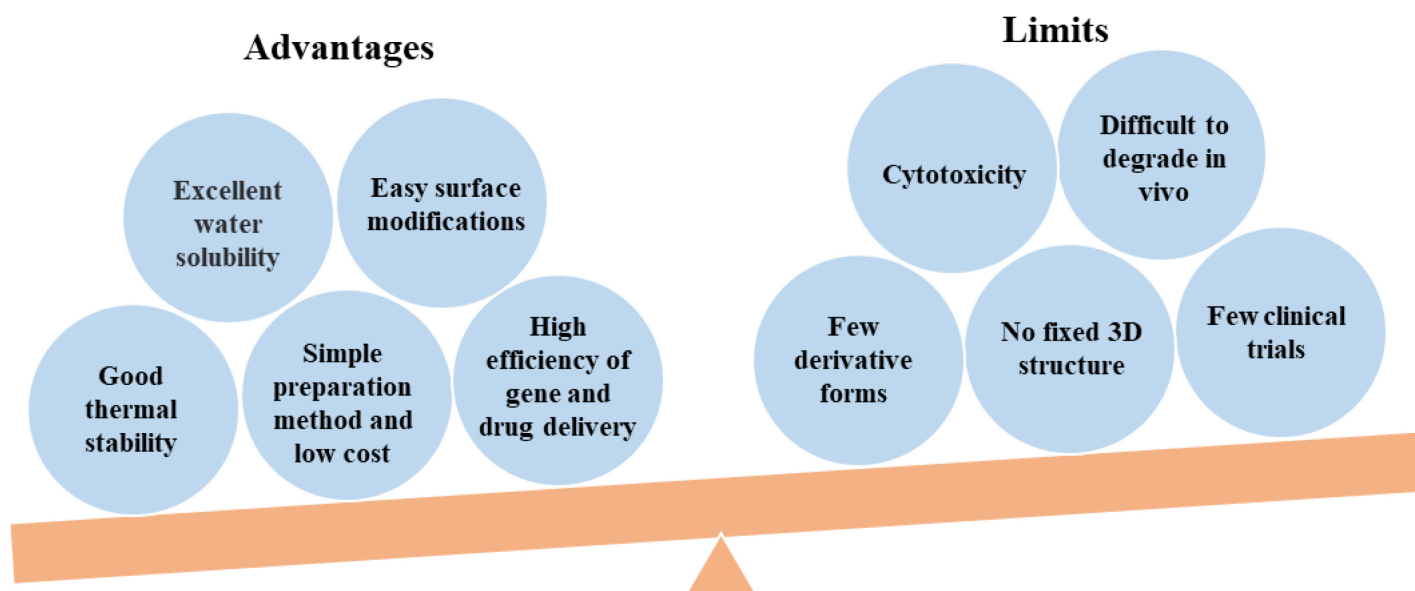 Advantages
Excellent
water
solubility
Easy surface
modifications
Good
thermal
stability
Simple
preparation
method and
low cost
High
efficiency of
gene and
drug delivery
Limits
Cytotoxicity
Difficult to
degrade in
vivo
Few
derivative
forms
No fixed 3D
structure
Few clinical
trials